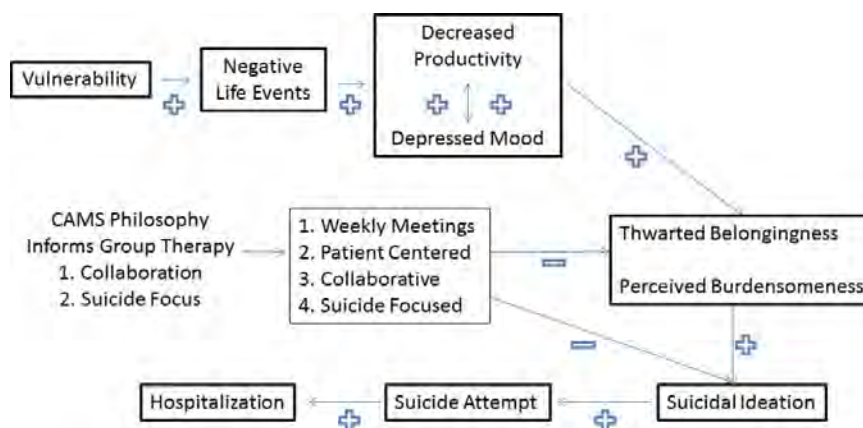 Vulnerability
Negative
Life Events
Decreased
Productivity
Depressed Mood
CAMS Philosophy
Informs Group Therapy
1. Collaboration
2. Suicide Focus
1. Weekly Meetings
2. Patient Centered
3. Collaborative
4. Suicide Focused
Thwarted Belongingness
Perceived Burdensomeness
Hospitalization
Suicide Attempt
Suicidal Ideation